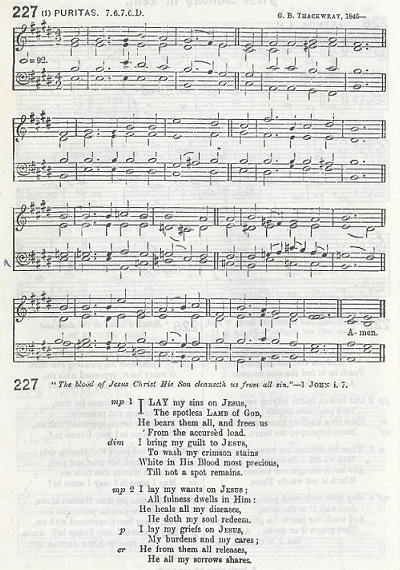 227 (1) PURITAS. 7.6.7.6.D. G. B. THACKWRAY, 1846—
=92.
A- men.
227 "The blood of Jesus Christ His Son cleanseth us from all sin."—1 JOHN i. 7.
mp 1 I LAY my sins on JESUS,
The spotless LAMB of GOD,
He bears them all, and frees us
From the accursèd load.
dim I bring my guilt to JESUS,
To wash my crimson stains
White in His Blood most precious,
Till not a spot remains.
mp 2 I lay my wants on JESUS;
All fulness dwells in Him:
He heals all my diseases,
He doth my soul redeem.
p I lay my griefs on JESUS,
My burdens and my cares;
cr He from them all releases,
He all my sorrows shares.